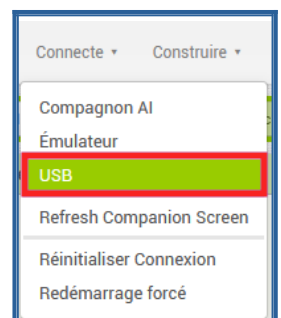 Connecte ▾ Construire ▾
Compagnon AI
Émulateur
USB
Refresh Companion Screen
Réinitialiser Connexion
Redémarrage forcé